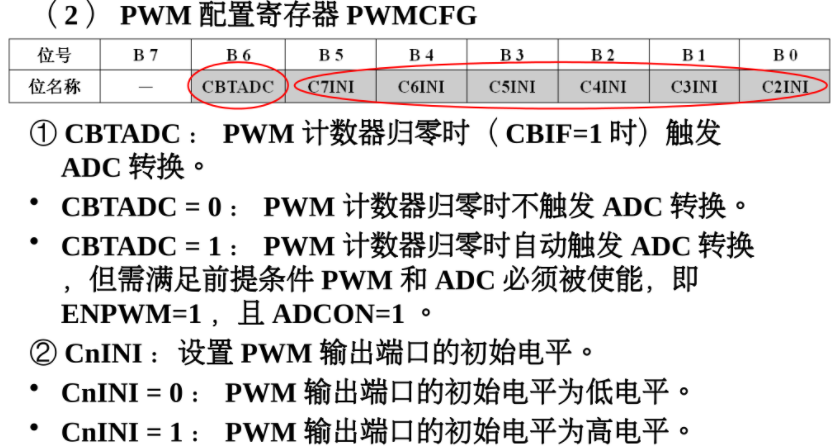 （2） PWM 配置寄存器 PWMCFG
位号 B 7 B 6 B 5 B 4 B 3 B 2 B 1 B 0
位名称 — CBTADC C7INI C6INI C5INI C4INI C3INI C2INI
① CBTADC： PWM 计数器归零时（ CBIF=1 时）触发
ADC 转换。
• CBTADC = 0： PWM 计数器归零时不触发 ADC 转换。
• CBTADC = 1： PWM 计数器归零时自动触发 ADC 转换
，但需满足前提条件 PWM 和 ADC 必须被使能，即
ENPWM=1 ，且 ADCON=1 。
② CnINI： 设置 PWM 输出端口的初始电平。
• CnINI = 0： PWM 输出端口的初始电平为低电平。
• CnINI = 1： PWM 输出端口的初始电平为高电平。